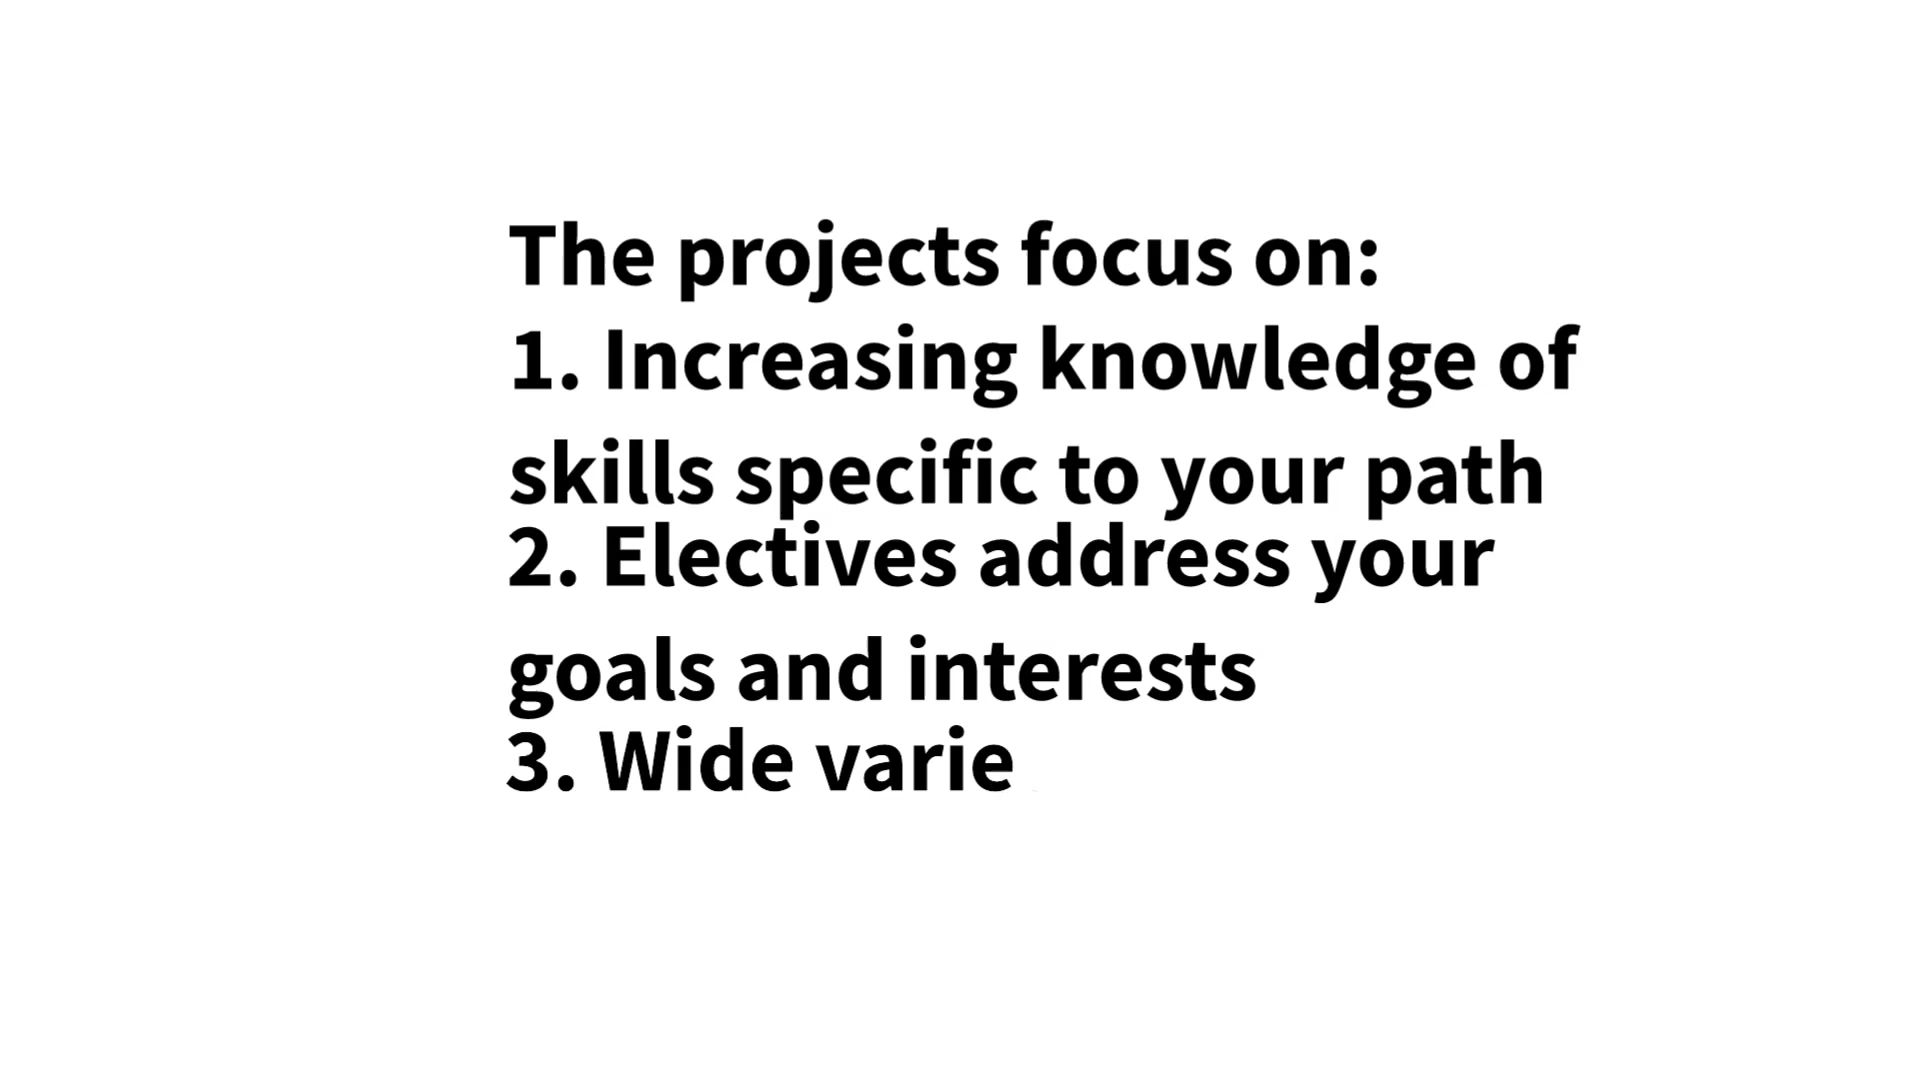 The projects focus on:
1. Increasing knowledge of
skills specific to your path
2. Electives address your
goals and interests
3. Wide varie